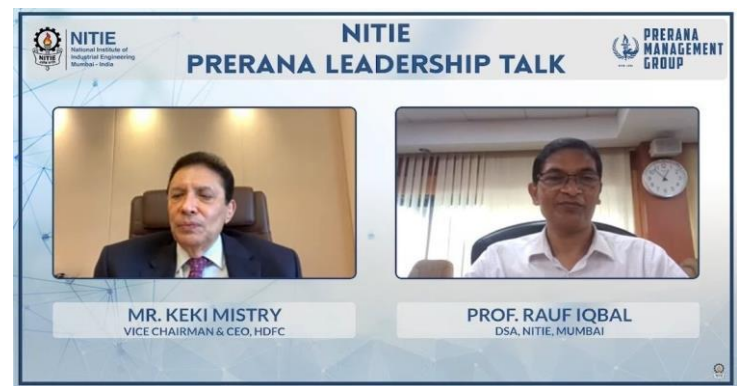 NITIE
National Institute of
Industrial Engineering
Mumbai - India
NITIE
NITIE
PRERANA LEADERSHIP TALK
PRERANA
MANAGEMENT
GROUP
MR. KEKI MISTRY
VICE CHAIRMAN & CEO, HDFC
PROF. RAUF IQBAL
DSA, NITIE, MUMBAI